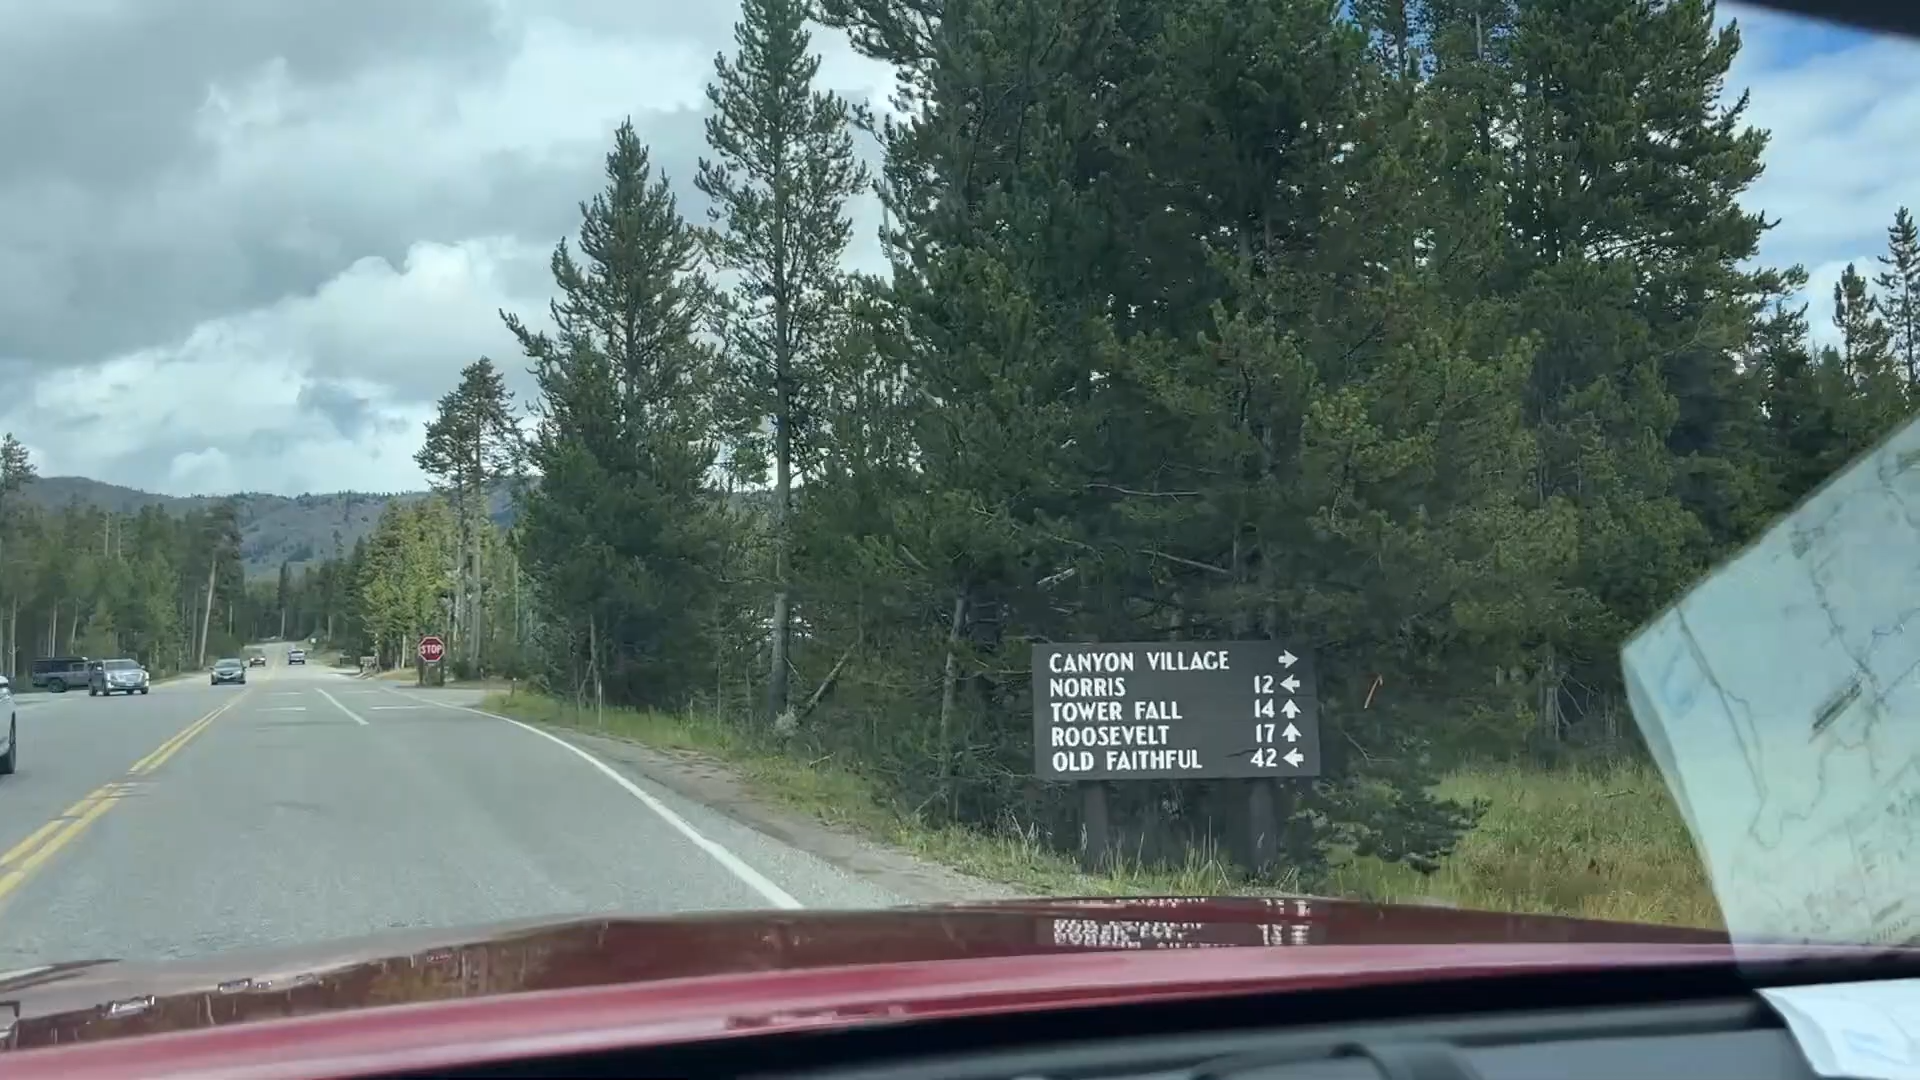 STOP
CANYON VILLAGE →
NORRIS 12 ←
TOWER FALL 14 ↑
ROOSEVELT 17 ↑
OLD FAITHFUL 42 ←